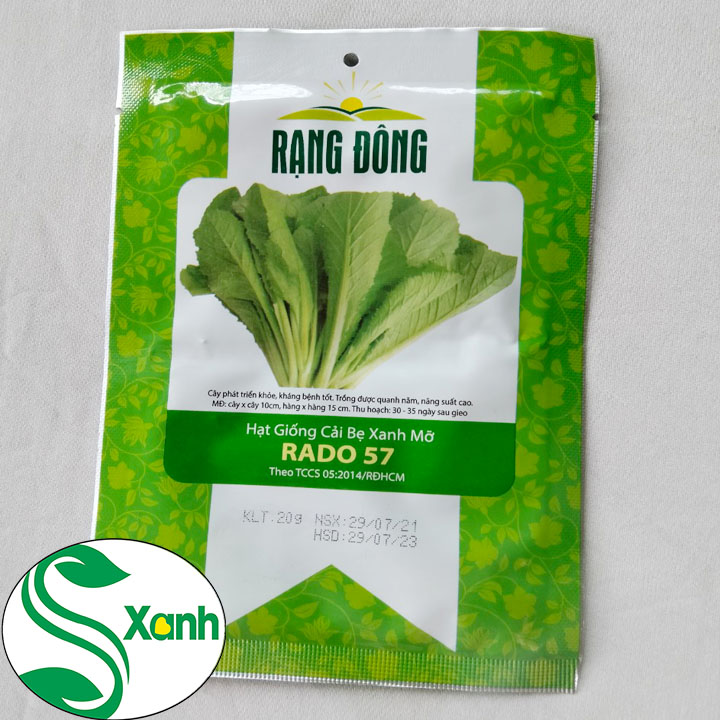 RẠNG ĐÔNG
Cây phát triển khỏe, kháng bệnh tốt. Trồng được quanh năm, năng suất cao.
MĐ: cây x cây 10cm, hàng x hàng 15 cm. Thu hoạch: 30 - 35 ngày sau gieo
Hạt Giống Cải Bẹ Xanh Mỡ
RADO 57
Theo TCCS 05:2014/RĐHCM
KLT.20g NSX:29/07/21
HSD:29/07/23
Xanh